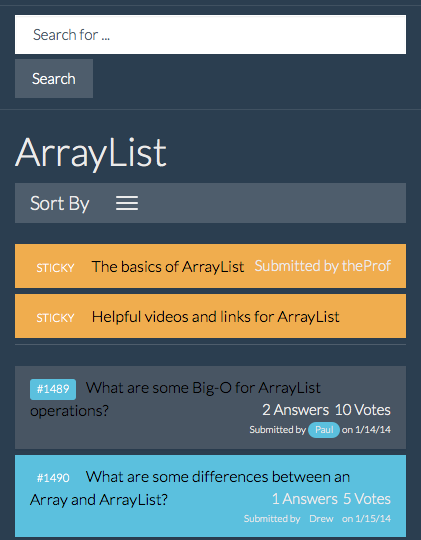 Search for ...
Search
ArrayList
Sort By
STICKY The basics of ArrayList Submitted by theProf
STICKY Helpful videos and links for ArrayList
#1489 What are some Big-O for ArrayList
operations?
2 Answers 10 Votes
Submitted by Paul on 1/14/14
#1490 What are some differences between an
Array and ArrayList?
1 Answers 5 Votes
Submitted by Drew on 1/15/14